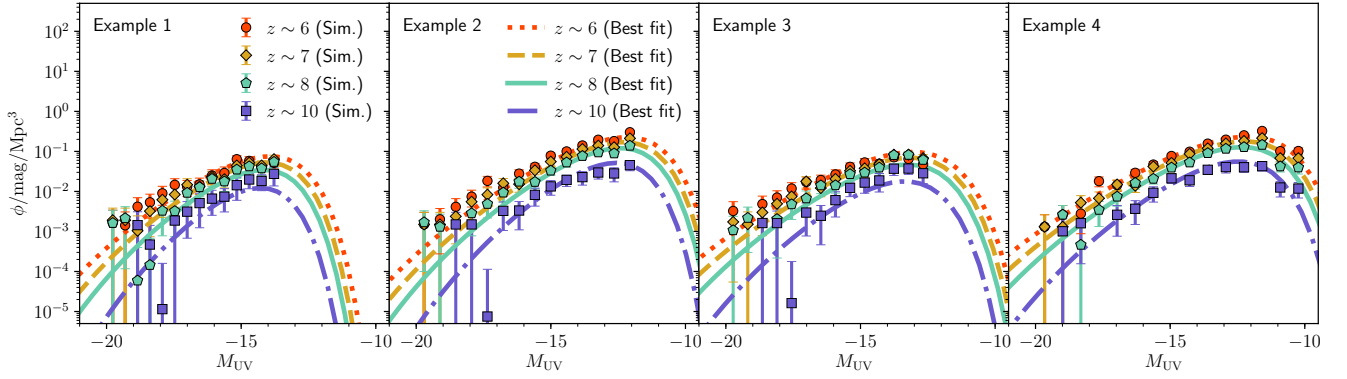 Example 1
z ∼ 6 (Sim.)
z ∼ 7 (Sim.)
z ∼ 8 (Sim.)
z ∼ 10 (Sim.)
Example 2
z ∼ 6 (Best fit)
z ∼ 7 (Best fit)
z ∼ 8 (Best fit)
z ∼ 10 (Best fit)
Example 3
Example 4
ϕ/mag/Mpc³
10²
10¹
10⁰
10⁻¹
10⁻²
10⁻³
10⁻⁴
10⁻⁵
−20 −15 −10 −20 −15 −10 −20 −15 −10 −20 −15 −10
M_UV M_UV M_UV M_UV